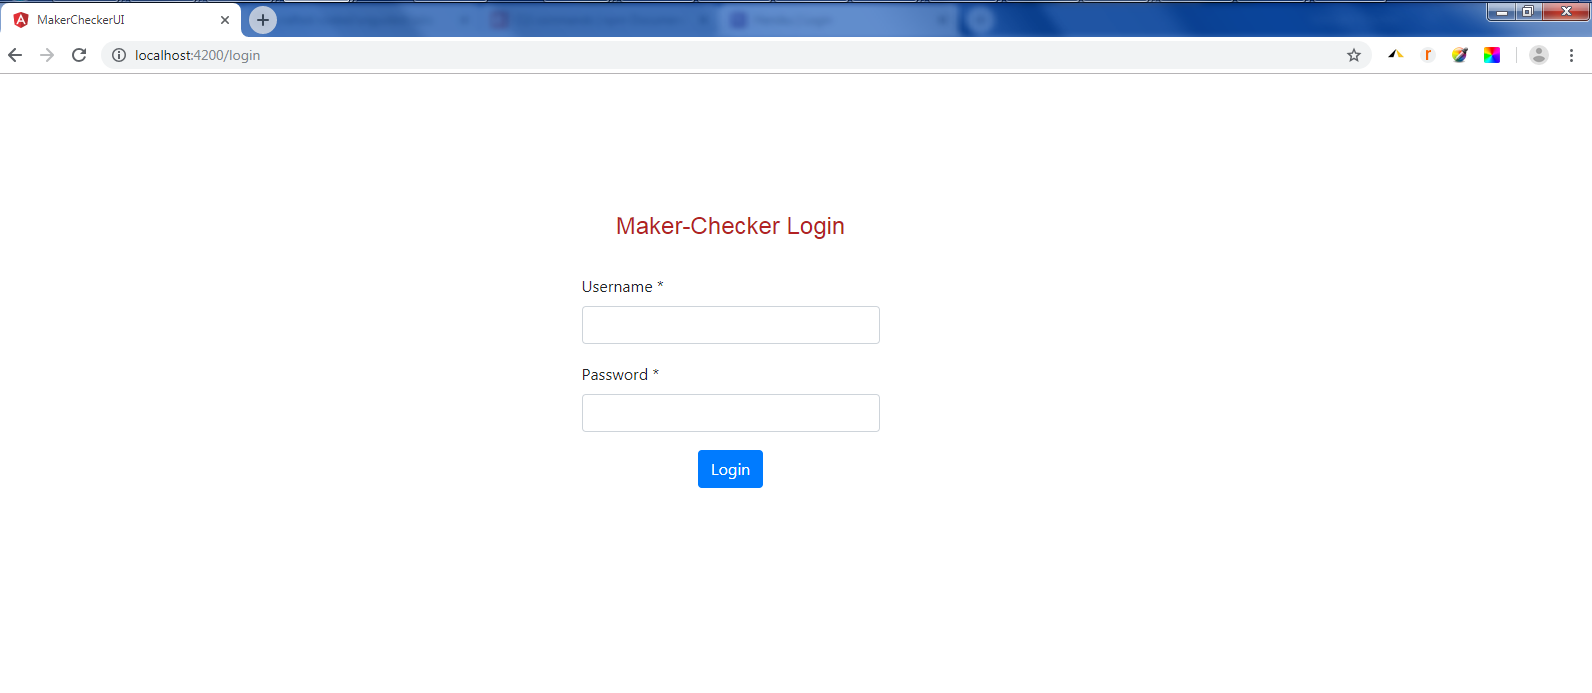 MakerCheckerUI
localhost:4200/login
r
Maker-Checker Login
Username *
Password *
Login